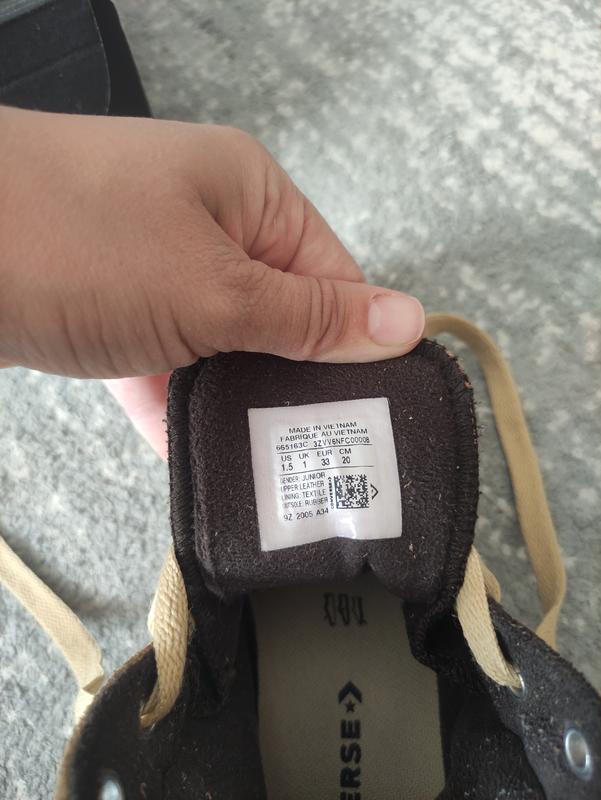 MADE IN VIETNAM
FABRIQUE AU VIETNAM
665163C 3ZVV6NFC00008
US UK EUR CM
1.5 1 33 20
GENDER: JUNIOR
UPPER:LEATHER
LINING: TEXTILE
OUTSOLE: RUBBER
9Z 2005 A34
ERSE